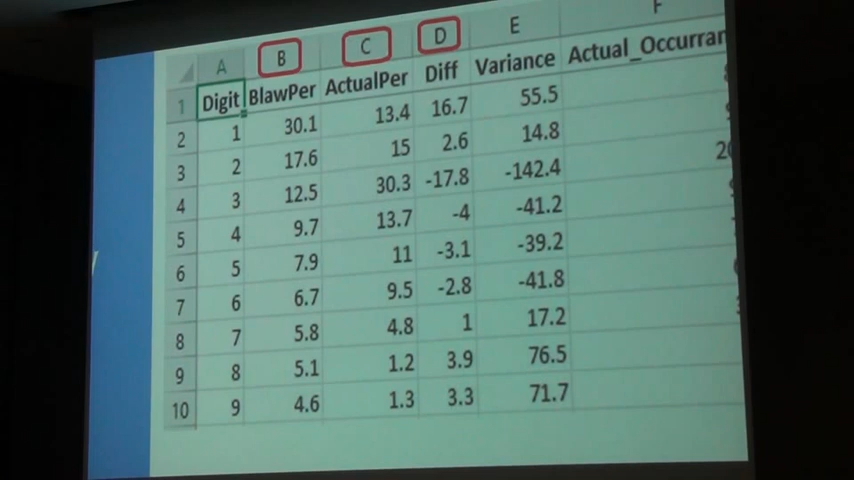 A B C D E F
1 Digit BlawPer ActualPer Diff Variance Actual_Occurran
2 1 30.1 13.4 16.7 55.5
3 2 17.6 15 2.6 14.8
4 3 12.5 30.3 -17.8 -142.4 20
5 4 9.7 13.7 -4 -41.2
6 5 7.9 11 -3.1 -39.2
7 6 6.7 9.5 -2.8 -41.8
8 7 5.8 4.8 1 17.2
9 8 5.1 1.2 3.9 76.5
10 9 4.6 1.3 3.3 71.7